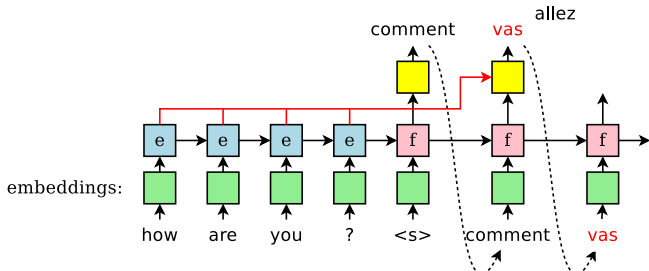 allez
comment vas
e e e e f f f
embeddings:
how are you ? <s> comment vas